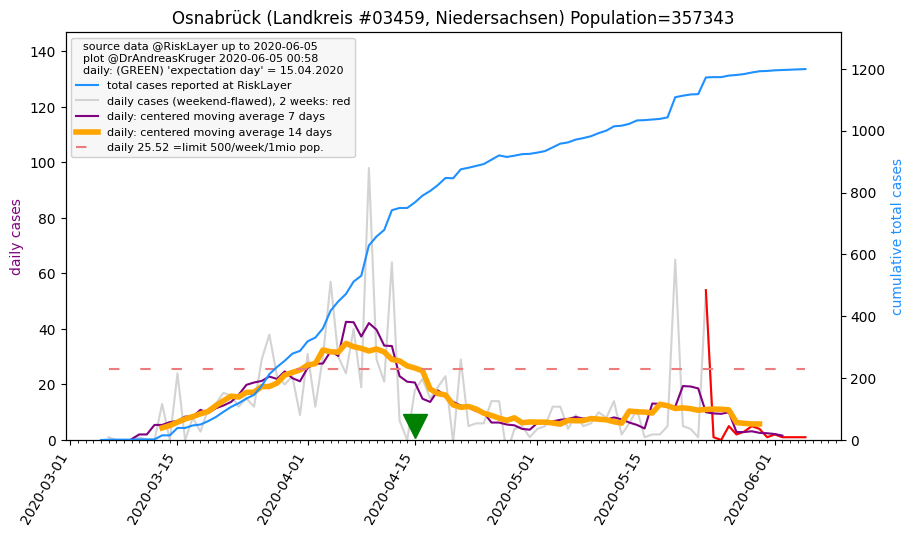 Osnabrück (Landkreis #03459, Niedersachsen) Population=357343
source data @RiskLayer up to 2020-06-05
plot @DrAndreasKruger 2020-06-05 00:58
daily: (GREEN) 'expectation day' = 15.04.2020
total cases reported at RiskLayer
daily cases (weekend-flawed), 2 weeks: red
daily: centered moving average 7 days
daily: centered moving average 14 days
daily 25.52 =limit 500/week/1mio pop.
daily cases
140
120
100
80
60
40
20
0
cumulative total cases
1200
1000
800
600
400
200
0
2020-03-01
2020-03-15
2020-04-01
2020-04-15
2020-05-01
2020-05-15
2020-06-01